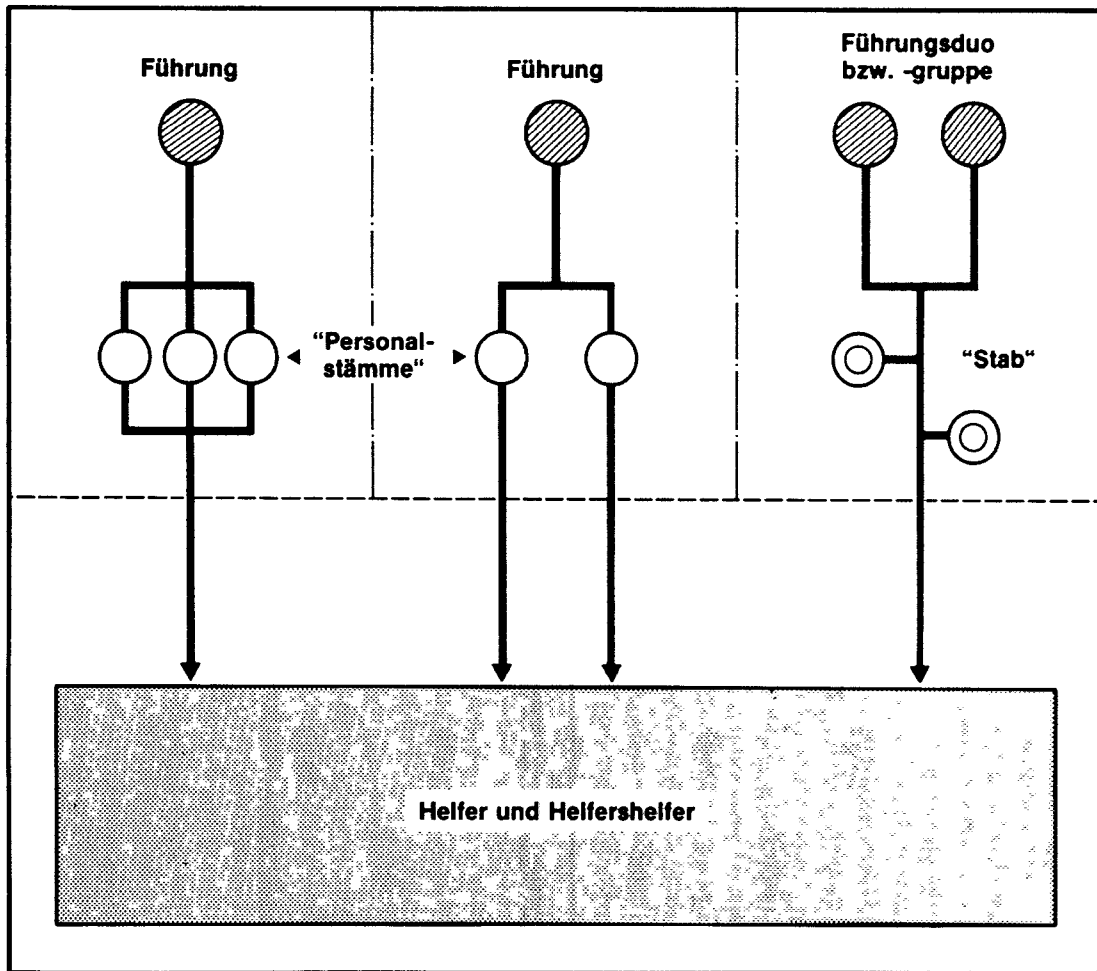 Führung
Führung
Führungsduo
bzw. -gruppe
“Personal-
stämme“
“Stab“
Helfer und Helfershelfer